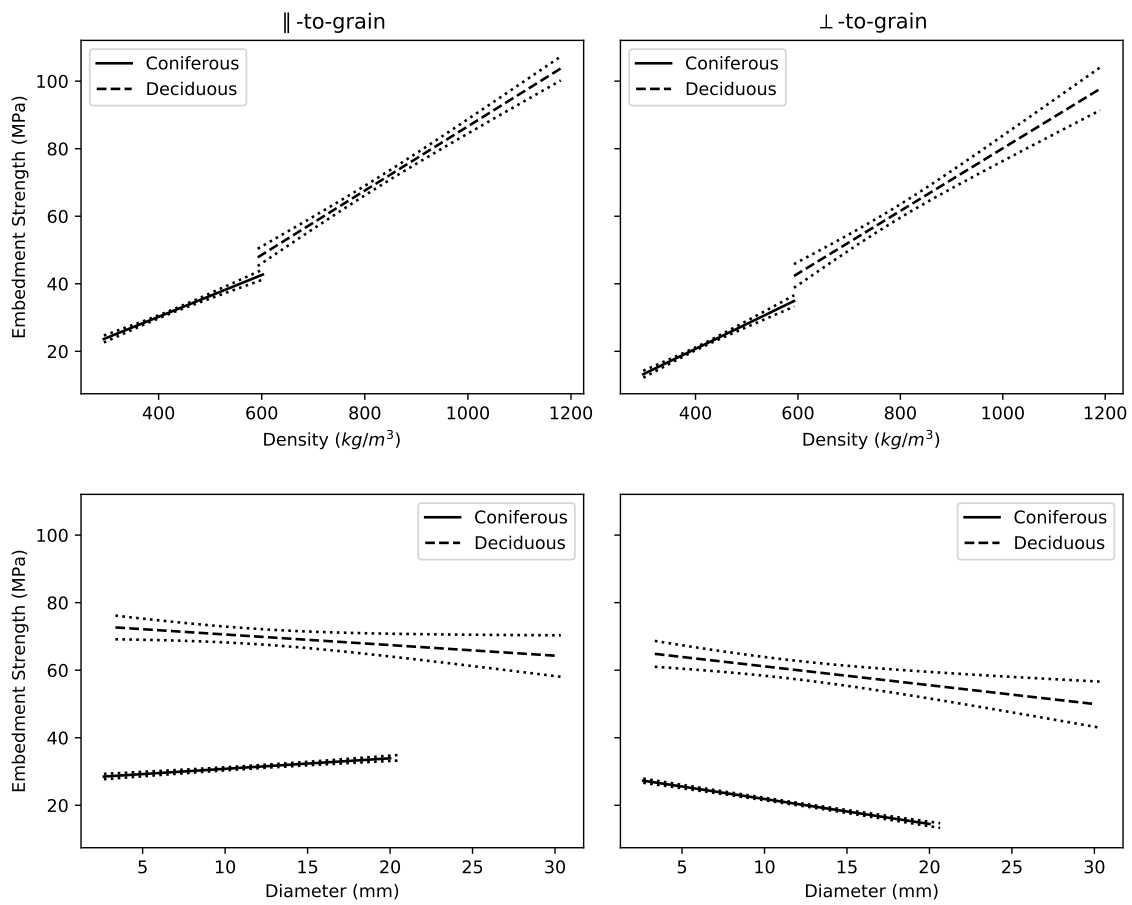 ∥-to-grain
⊥-to-grain
Coniferous
Deciduous
Coniferous
Deciduous
Embedment Strength (MPa)
100
80
60
40
20
400 600 800 1000 1200
400 600 800 1000 1200
Density (kg/m³)
Density (kg/m³)
Coniferous
Deciduous
Coniferous
Deciduous
Embedment Strength (MPa)
100
80
60
40
20
5 10 15 20 25 30
5 10 15 20 25 30
Diameter (mm)
Diameter (mm)